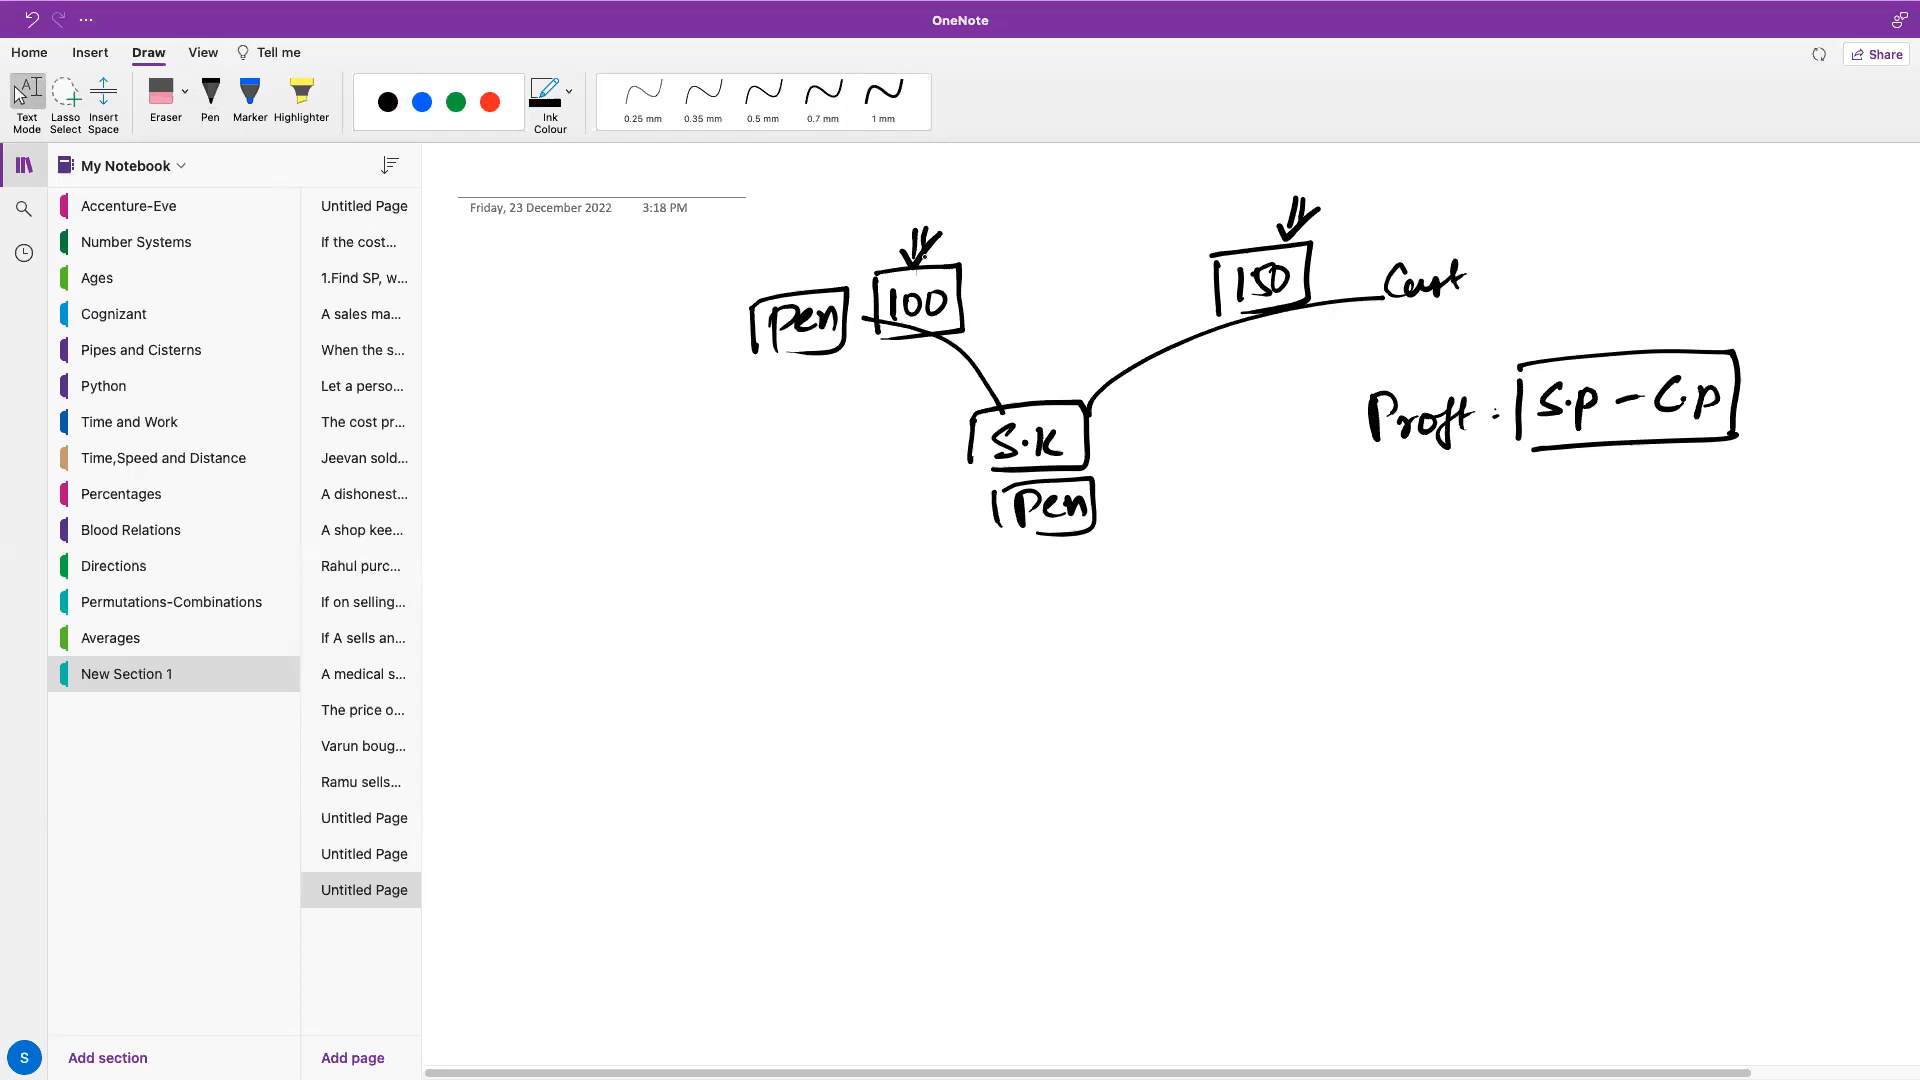 OneNote
Home Insert Draw View Tell me
Share
Text Mode
Lasso Select
Insert Space
Eraser
Pen
Marker
Highlighter
Ink Colour
0.25 mm
0.35 mm
0.5 mm
0.7 mm
1 mm
My Notebook
Accenture-Eve
Number Systems
Ages
Cognizant
Pipes and Cisterns
Python
Time and Work
Time,Speed and Distance
Percentages
Blood Relations
Directions
Permutations-Combinations
Averages
New Section 1
Add section
Untitled Page
If the cost...
1.Find SP, w...
A sales ma...
When the s...
Let a perso...
The cost pr...
Jeevan sold...
A dishonest...
A shop kee...
Rahul purc...
If on selling...
If A sells an...
A medical s...
The price o...
Varun boug...
Ramu sells...
Untitled Page
Untitled Page
Untitled Page
Add page
S
Friday, 23 December 2022 3:18 PM
Pen 100
150
S.K
Pen
S.P - C.P